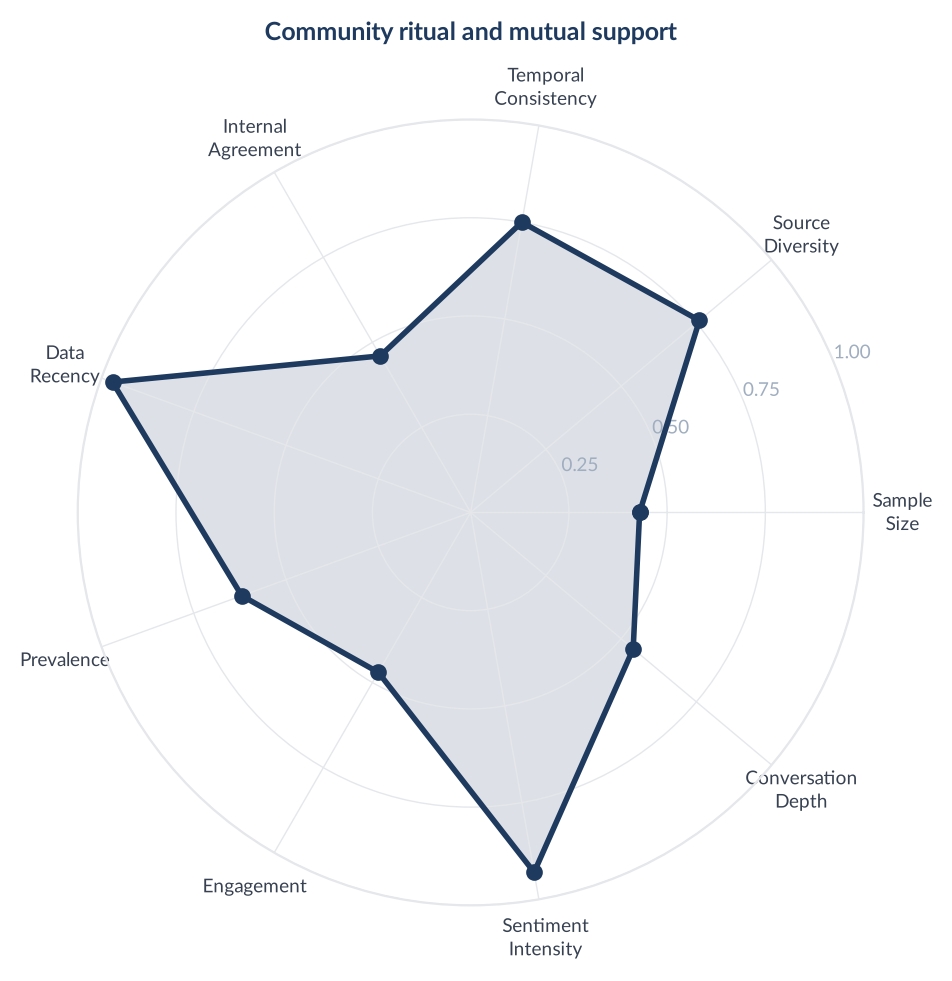 Community ritual and mutual support
Temporal
Consistency
Internal
Agreement
Source
Diversity
Data
Recency
1.00
0.75
0.50
0.25
Sample
Size
Prevalence
Conversation
Depth
Engagement
Sentiment
Intensity